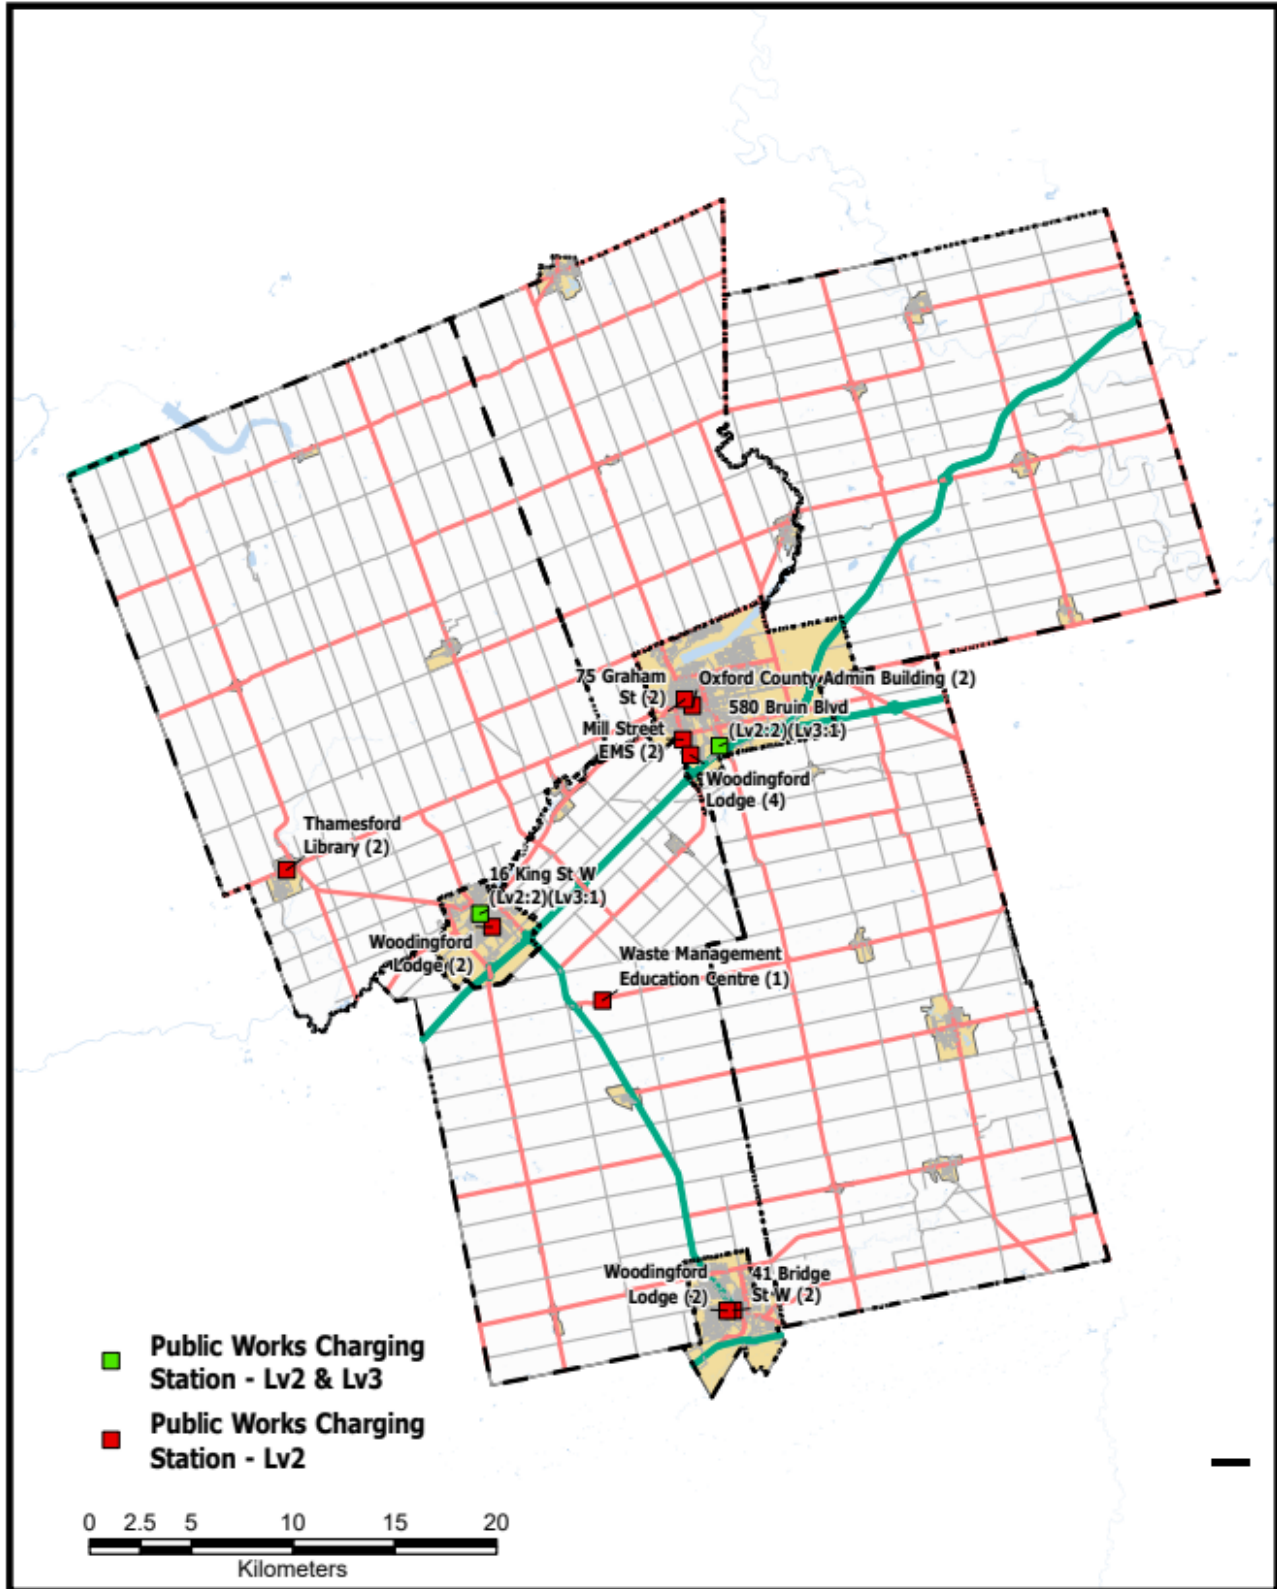 75 Graham
St (2)
Oxford County Admin Building (2)
580 Bruin Blvd
(Lv2:2)(Lv3:1)
Mill Street
EMS (2)
Woodingford
Lodge (4)
Thamesford
Library (2)
16 King St W
(Lv2:2)(Lv3:1)
Woodingford
Lodge (2)
Waste Management
Education Centre (1)
Woodingford
Lodge (2)
41 Bridge
St W (2)
Public Works Charging
Station - Lv2 & Lv3
Public Works Charging
Station - Lv2
0 2.5 5 10 15 20
Kilometers